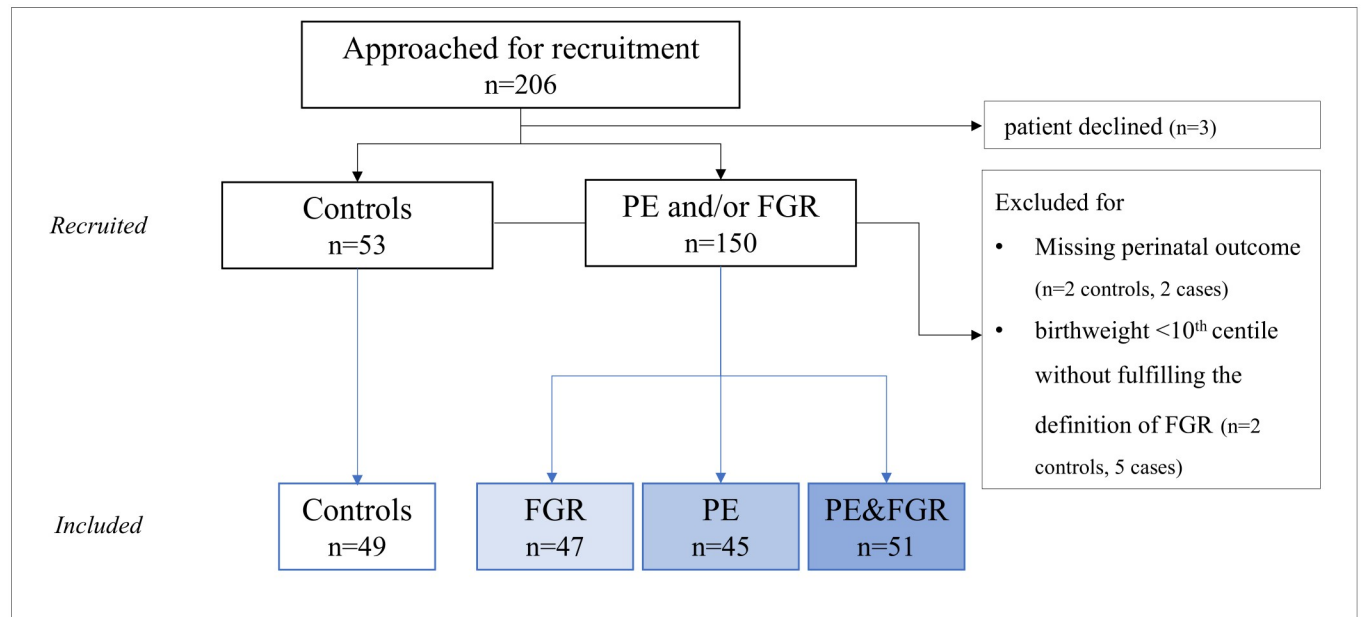 Approached for recruitment
n=206
patient declined (n=3)
Recruited
Controls
n=53
PE and/or FGR
n=150
Excluded for
• Missing perinatal outcome
(n=2 controls, 2 cases)
• birthweight <10th centile
without fulfilling the
definition of FGR (n=2
controls, 5 cases)
Included
Controls
n=49
FGR
n=47
PE
n=45
PE&FGR
n=51